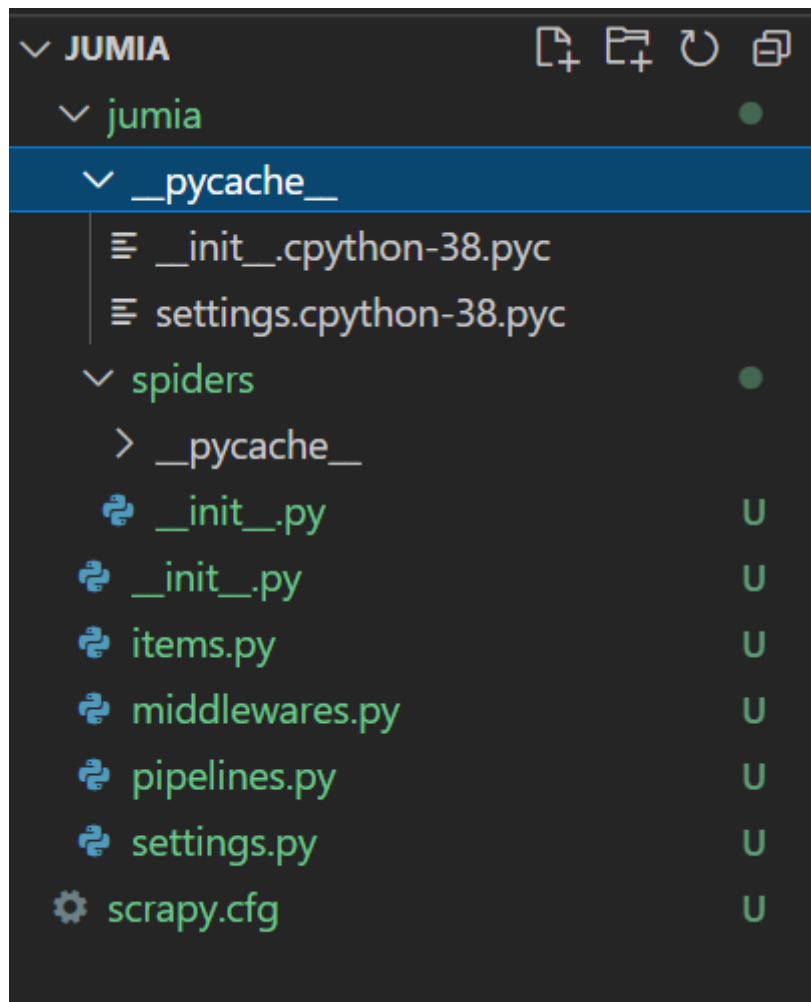 JUMIA
jumia
__pycache__
__init__.cpython-38.pyc
settings.cpython-38.pyc
spiders
__pycache__
__init__.py U
__init__.py U
items.py U
middlewares.py U
pipelines.py U
settings.py U
scrapy.cfg U